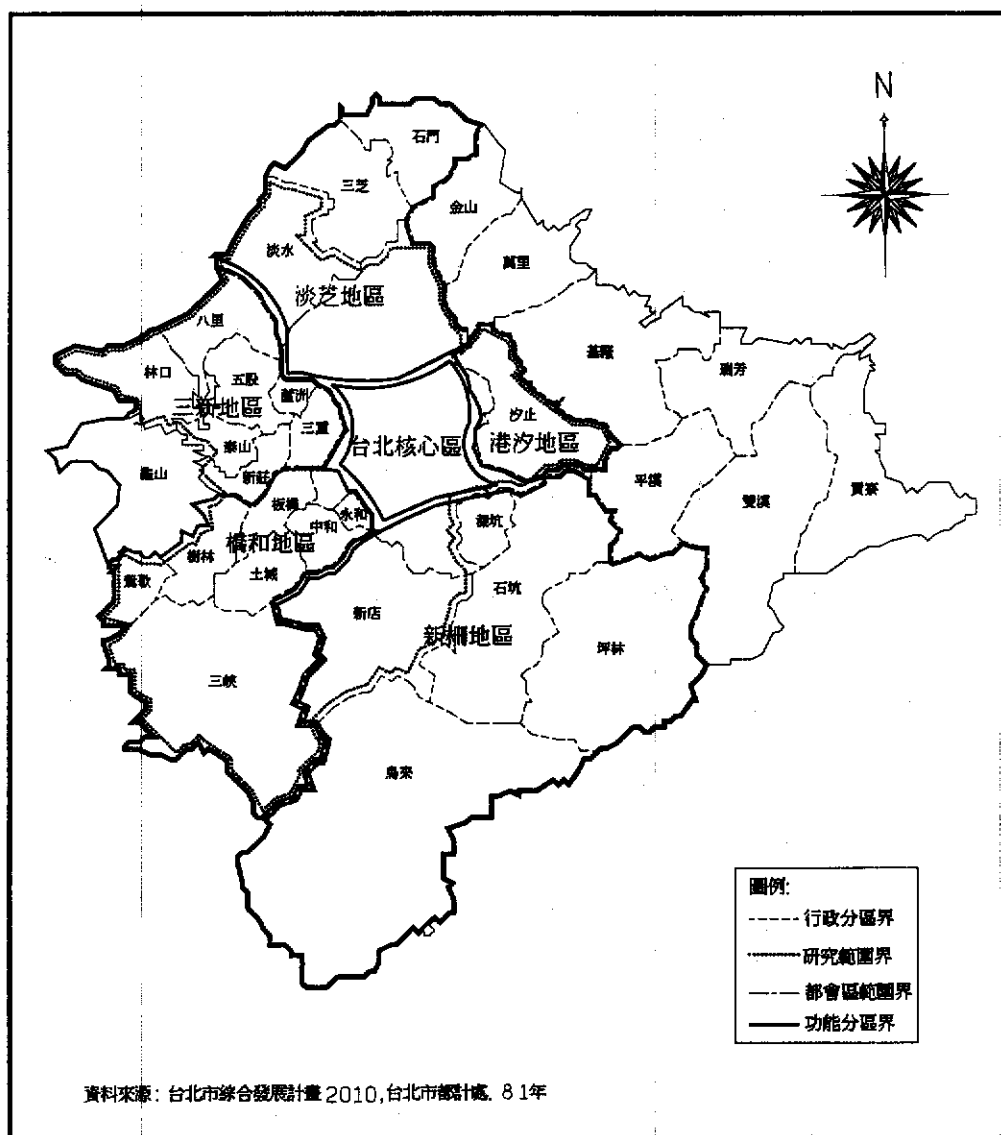 N
石門
三芝
金山
淡水
萬里
淡芝地區
八里
基隆
瑞芳
林口
五股
蘆洲
汐止
三新地區
三重
台北核心區
港汐地區
泰山
龜山
新莊
平溪
雙溪
貢寮
板橋
永和
深坑
中和
橋和地區
樹林
土城
鶯歌
石碇
新店
新柵地區
坪林
三峽
烏來
圖例:
行政分區界
研究範圍界
都會區範圍界
功能分區界
資料來源: 台北市綜合發展計畫2010,台北市都計處, 81年